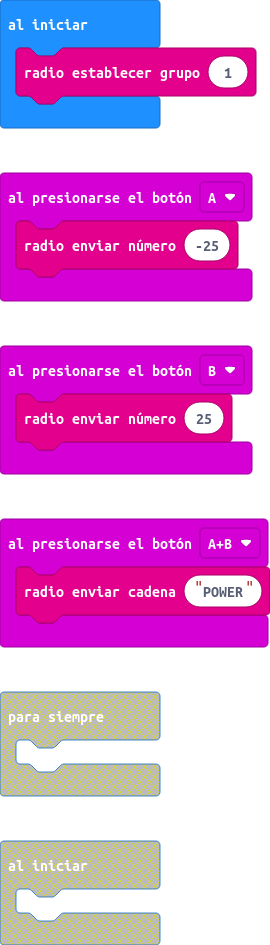 al iniciar
radio establecer grupo 1
al presionarse el botón A
radio enviar número -25
al presionarse el botón B
radio enviar número 25
al presionarse el botón A+B
radio enviar cadena "POWER"
para siempre
al iniciar